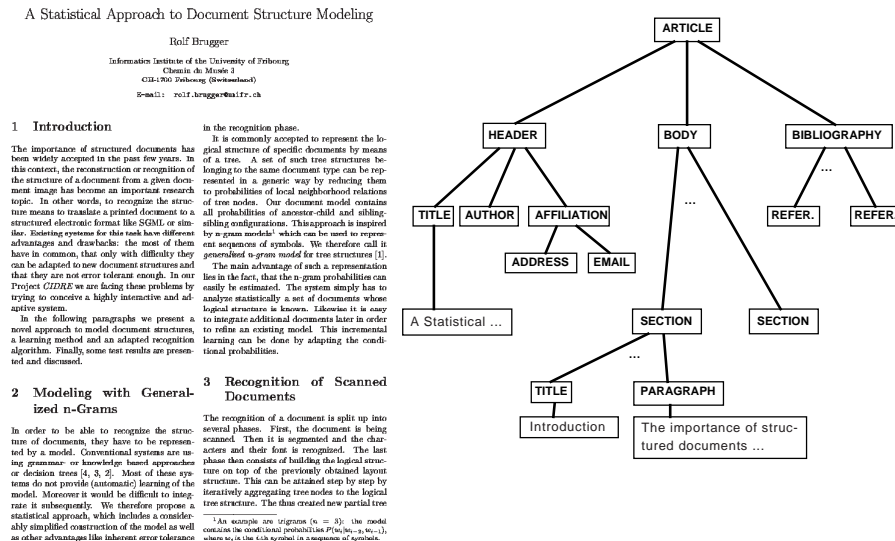 A Statistical Approach to Document Structure Modeling
Rolf Brugger
Informatics Institute of the University of Fribourg
Chemin du Musée 3
CH-1700 Fribourg (Switzerland)
E-mail: rolf.brugger@unifr.ch
1 Introduction
The importance of structured documents has
been widely accepted in the past few years. In
this context, the reconstruction or recognition of
the structure of a document from a given docu-
ment image has become an important research
topic. In other words, to recognize the struc-
ture means to translate a printed document to a
structured electronic format like SGML or sim-
ilar. Existing systems for this task have different
advantages and drawbacks: the most of them
have in common, that only with difficulty they
can be adapted to new document structures and
that they are not error tolerant enough. In our
Project CIDRE we are facing these problems by
trying to conceive a highly interactive and ad-
aptive system.
In the following paragraphs we present a
novel approach to model document structures,
a learning method and an adapted recognition
algorithm. Finally, some test results are presen-
ted and discussed.
2 Modeling with General-
ized n-Grams
In order to be able to recognize the struc-
ture of documents, they have to be represen-
ted by a model. Conventional systems are us-
ing grammar- or knowledge based approaches
or decision trees [4, 3, 2]. Most of these sys-
tems do not provide (automatic) learning of the
model. Moreover it would be difficult to integ-
rate it subsequently. We therefore propose a
statistical approach, which includes a consider-
ably simplified construction of the model as well
as other advantages like inherent error tolerance
in the recognition phase.
It is commonly accepted to represent the lo-
gical structure of specific documents by means
of a tree. A set of such tree structures be-
longing to the same document type can be rep-
resented in a generic way by reducing them
to probabilities of local neighborhood relations
of tree nodes. Our document model contains
all probabilities of ancestor-child and sibling-
sibling configurations. This approach is inspired
by n-gram models¹ which can be used to repre-
sent sequences of symbols. We therefore call it
generalised n-gram model for tree structures [1].
The main advantage of such a representation
lies in the fact, that the n-gram probabilities can
easily be estimated. The system simply has to
analyze statistically a set of documents whose
logical structure is known. Likewise it is easy
to integrate additional documents later in order
to refine an existing model. This incremental
learning can be done by adapting the condi-
tional probabilities.
3 Recognition of Scanned
Documents
The recognition of a document is split up into
several phases. First, the document is being
scanned. Then it is segmented and the char-
acters and their font is recognized. The last
phase then consists of building the logical struc-
ture on top of the previously obtained layout
structure. This can be attained step by step by
iteratively aggregating tree nodes to the logical
tree structure. The thus created new partial tree
¹An example are trigrams (n = 3): the model
contains the conditional probabilities P(wᵢ|wᵢ₋₂, wᵢ₋₁),
where wᵢ is the i-th symbol in a sequence of symbols.
ARTICLE
HEADER
BODY
BIBLIOGRAPHY
...
...
TITLE
AUTHOR
AFFILIATION
REFER.
REFER.
ADDRESS
EMAIL
A Statistical ...
SECTION
SECTION
...
TITLE
PARAGRAPH
Introduction
The importance of struc-
tured documents ...